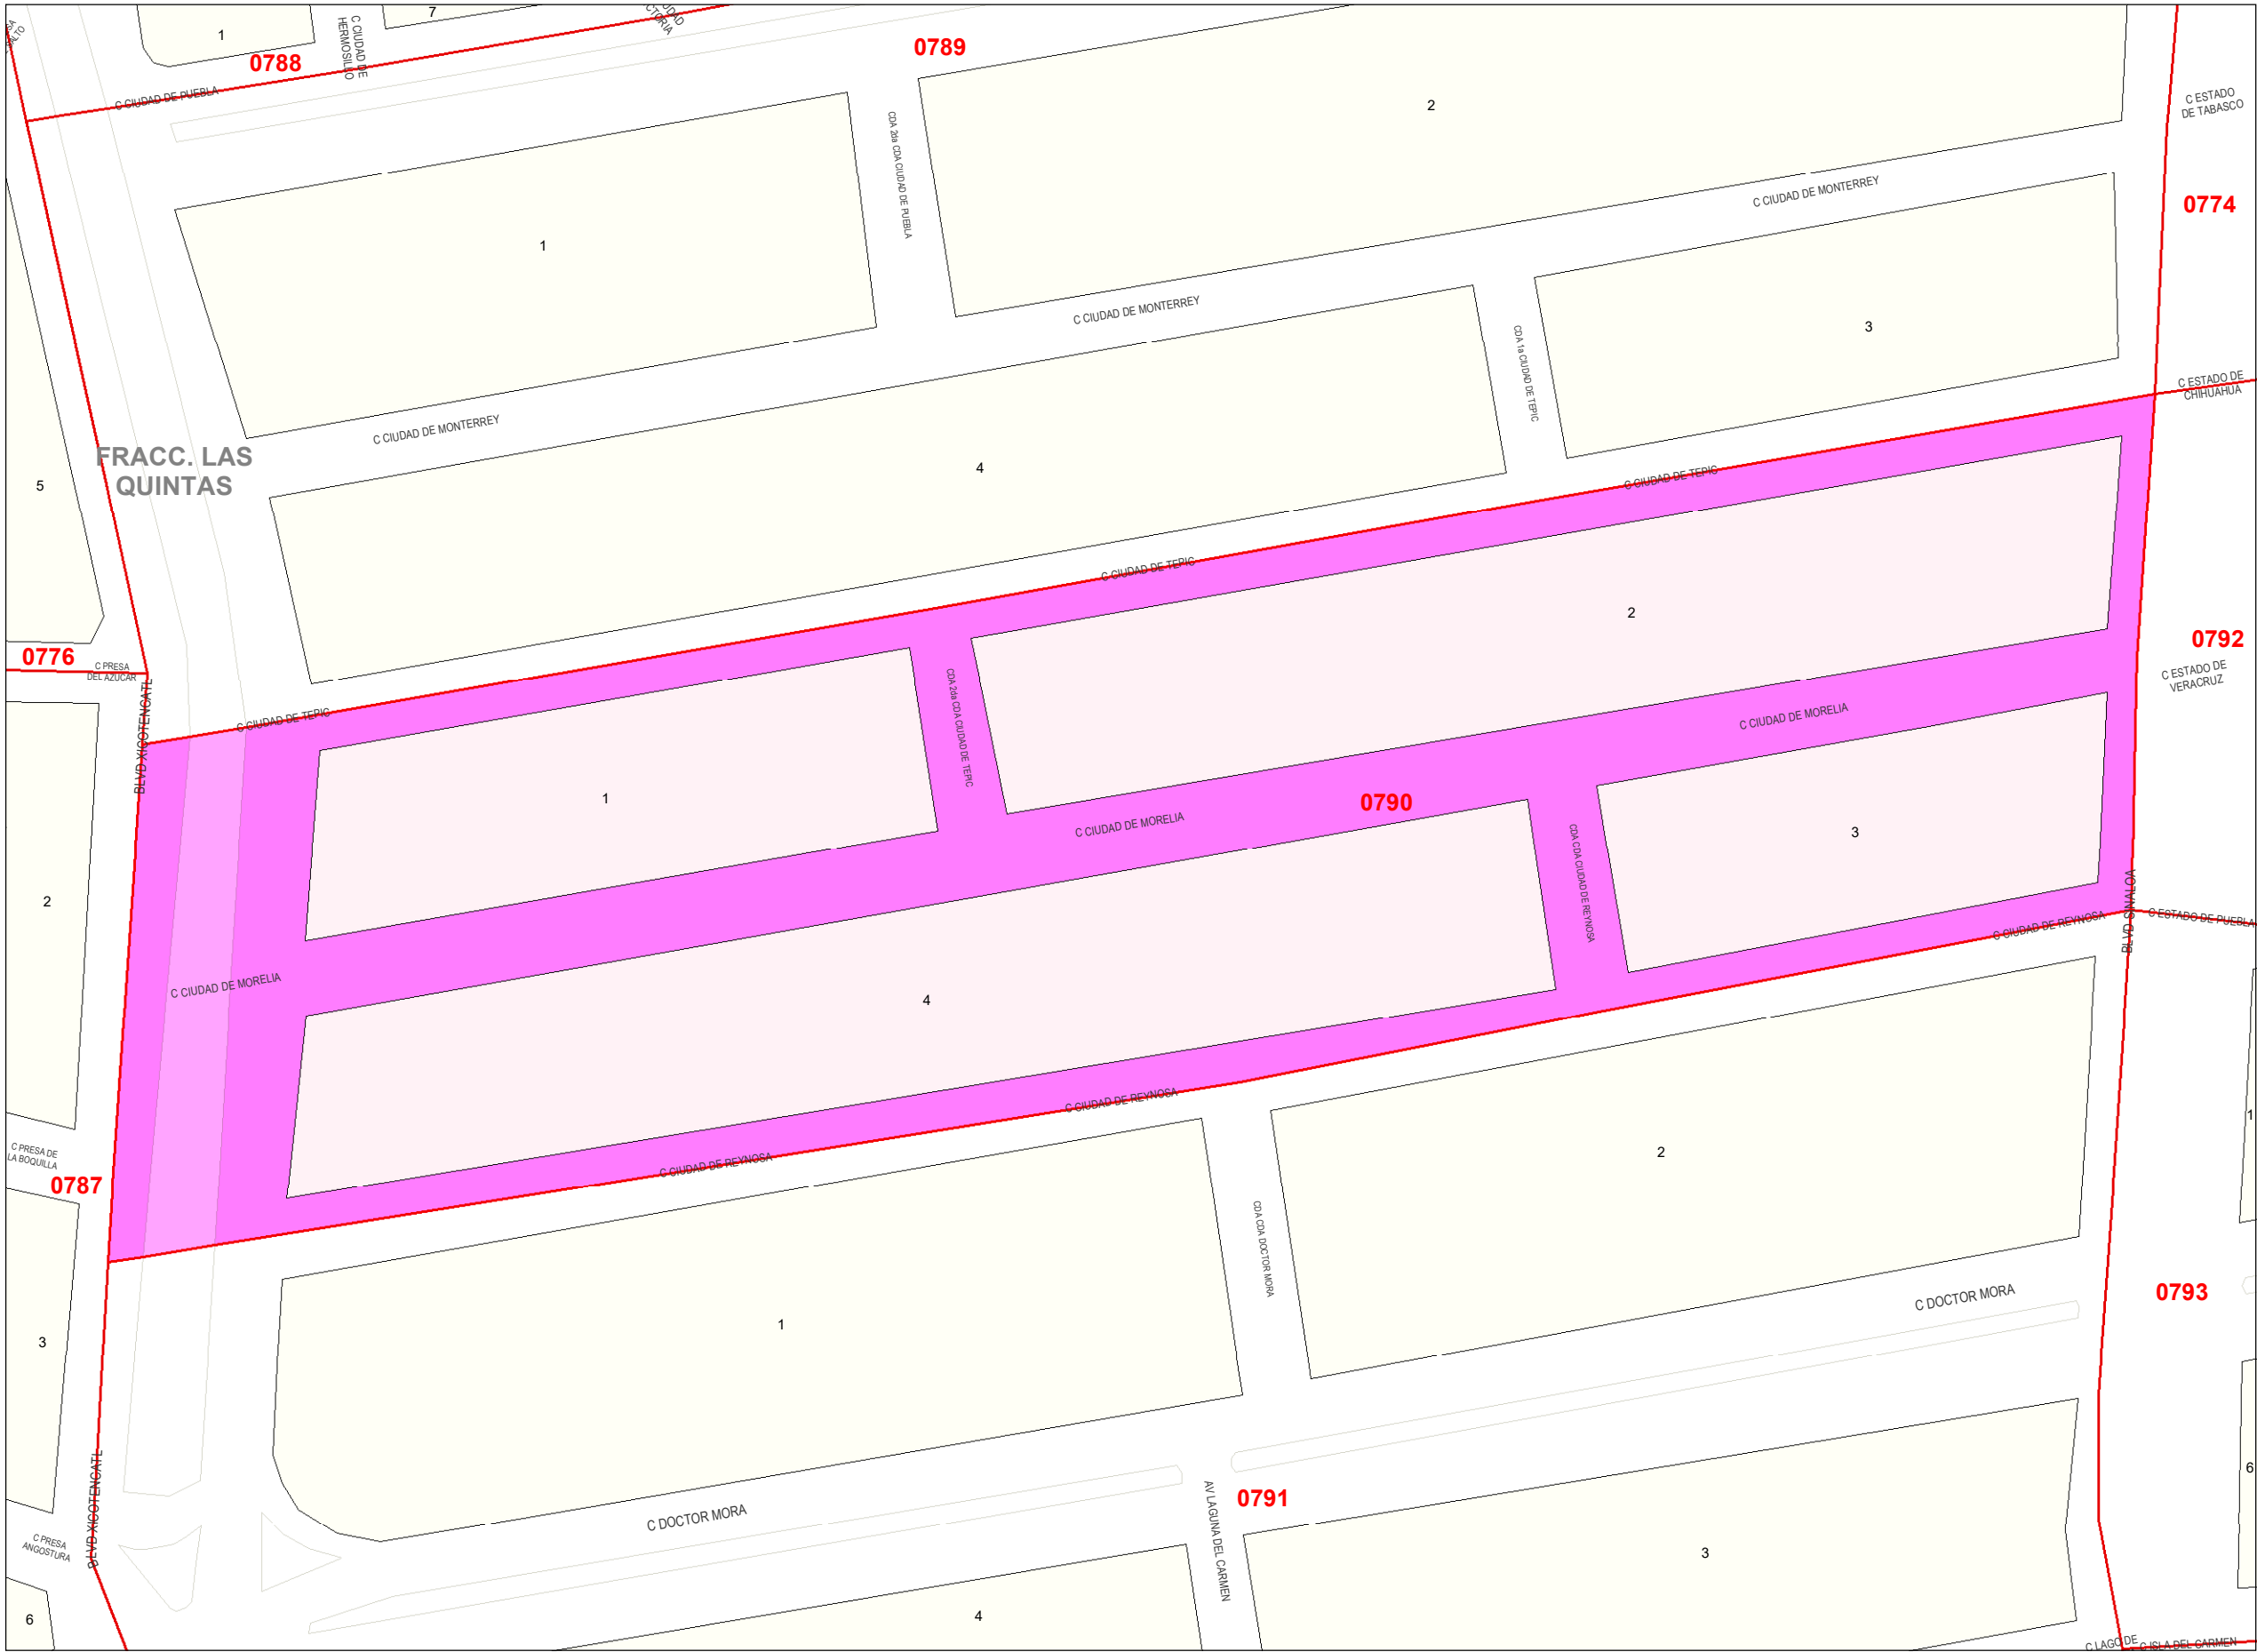 7
1
C CIUDAD DE
HERMOSILLO
0788
0789
C CIUDAD DE PUEBLA
2
C ESTADO
DE TABASCO
CDA 2da CDA CIUDAD DE PUEBLA
C CIUDAD DE MONTERREY
0774
1
C CIUDAD DE MONTERREY
3
CDA 1a CIUDAD DE TEPIC
C ESTADO DE
CHIHUAHUA
C CIUDAD DE MONTERREY
FRACC. LAS
QUINTAS
4
5
C CIUDAD DE TEPIC
C CIUDAD DE TEPIC
2
0792
0776
C PRESA
DEL AZUCAR
C ESTADO DE
VERACRUZ
BLVD XICOTENCATL
C CIUDAD DE TEPIC
CDA 2da CDA CIUDAD DE TEPIC
C CIUDAD DE MORELIA
1
0790
C CIUDAD DE MORELIA
3
CDA CDA CIUDAD DE REYNOSA
2
BLVD SINALOA
C ESTADO DE PUEBLA
C CIUDAD DE REYNOSA
C CIUDAD DE MORELIA
4
C CIUDAD DE REYNOSA
1
C PRESA DE
LA BOQUILLA
C CIUDAD DE REYNOSA
2
0787
CDA CDA DOCTOR MORA
0793
C DOCTOR MORA
1
3
6
0791
C DOCTOR MORA
AV LAGUNA DEL CARMEN
BLVD XICOTENCATL
C PRESA
ANGOSTURA
3
6
4
C LAGO DE
C ISLA DEL CARMEN